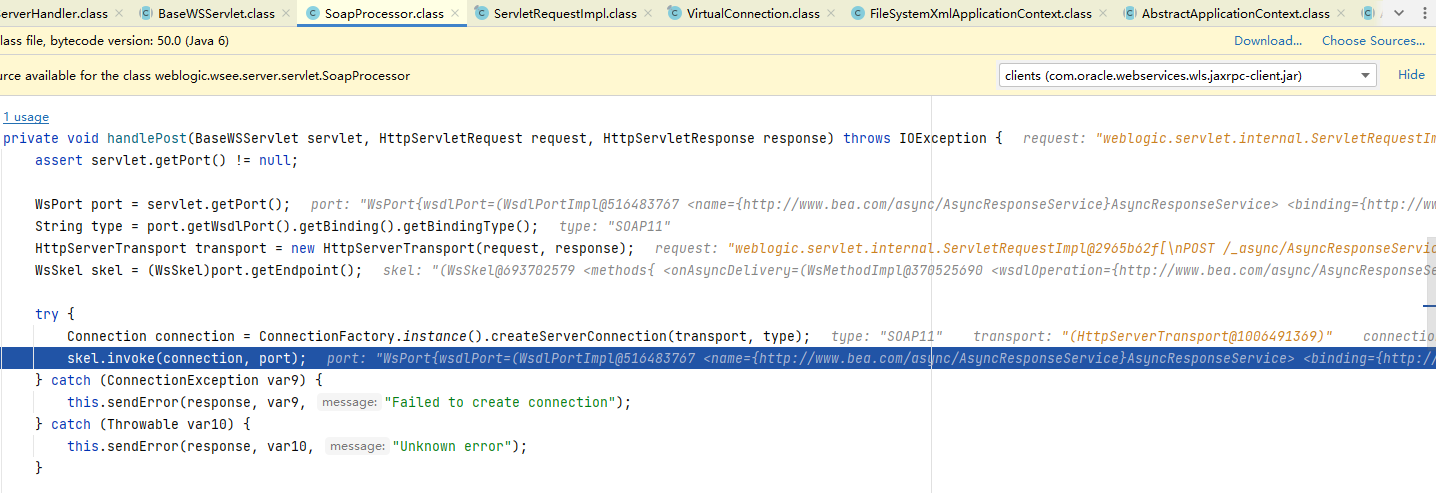 ServerHandler.class BaseWSServlet.class SoapProcessor.class ServletRequestImpl.class VirtualConnection.class FileSystemXmlApplicationContext.class AbstractApplicationContext.class
lass file, bytecode version: 50.0 (Java 6) Download... Choose Sources...
urce available for the class weblogic.wsee.server.servlet.SoapProcessor clients (com.oracle.webservices.wls.jaxrpc-client.jar) Hide
1 usage
private void handlePost(BaseWSServlet servlet, HttpServletRequest request, HttpServletResponse response) throws IOException { request: "weblogic.servlet.internal.ServletRequestIm
assert servlet.getPort() != null;
WsPort port = servlet.getPort(); port: "WsPort{wsdlPort=(WsdlPortImpl@516483767 <name={http://www.bea.com/async/AsyncResponseService}AsyncResponseService> <binding={http://ww
String type = port.getWsdlPort().getBinding().getBindingType(); type: "SOAP11"
HttpServerTransport transport = new HttpServerTransport(request, response); request: "weblogic.servlet.internal.ServletRequestImpl@2965b62f[\nPOST /_async/AsyncResponseServic
WsSkel skel = (WsSkel)port.getEndpoint(); skel: "(WsSkel@693702579 <methods{ <onAsyncDelivery=(WsMethodImpl@370525690 <wsdlOperation={http://www.bea.com/async/AsyncResponseSe
try {
Connection connection = ConnectionFactory.instance().createServerConnection(transport, type); type: "SOAP11" transport: "(HttpServerTransport@1006491369)" connection
skel.invoke(connection, port); port: "WsPort{wsdlPort=(WsdlPortImpl@516483767 <name={http://www.bea.com/async/AsyncResponseService}AsyncResponseService> <binding={http://
} catch (ConnectionException var9) {
this.sendError(response, var9, message: "Failed to create connection");
} catch (Throwable var10) {
this.sendError(response, var10, message: "Unknown error");
}